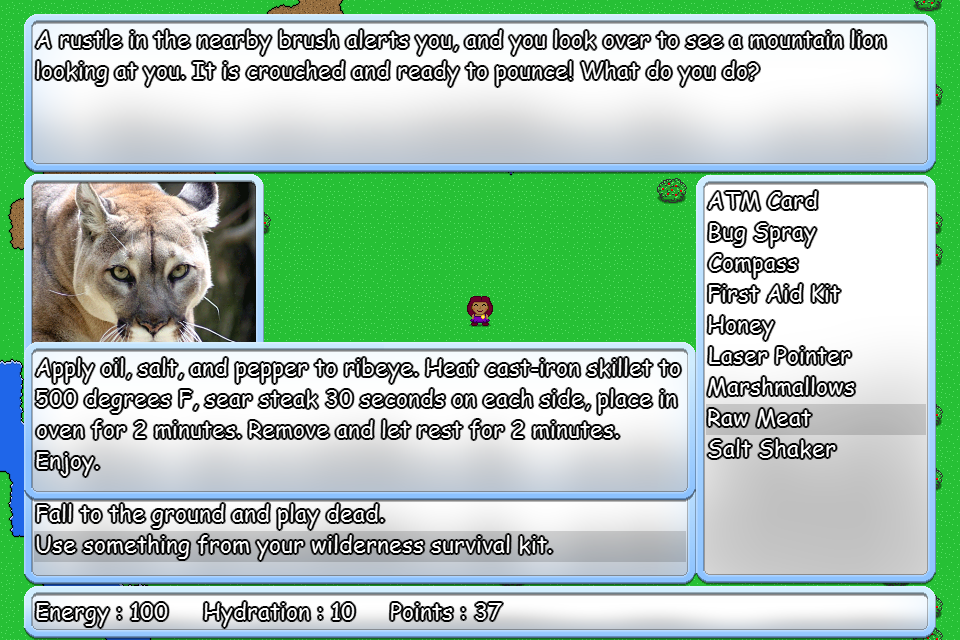 A rustle in the nearby brush alerts you, and you look over to see a mountain lion
looking at you. It is crouched and ready to pounce! What do you do?
ATM Card
Bug Spray
Compass
First Aid Kit
Honey
Laser Pointer
Marshmallows
Raw Meat
Salt Shaker
Apply oil, salt, and pepper to ribeye. Heat cast-iron skillet to
500 degrees F, sear steak 30 seconds on each side, place in
oven for 2 minutes. Remove and let rest for 2 minutes.
Enjoy.
Fall to the ground and play dead.
Use something from your wilderness survival kit.
Energy : 100 Hydration : 10 Points : 37